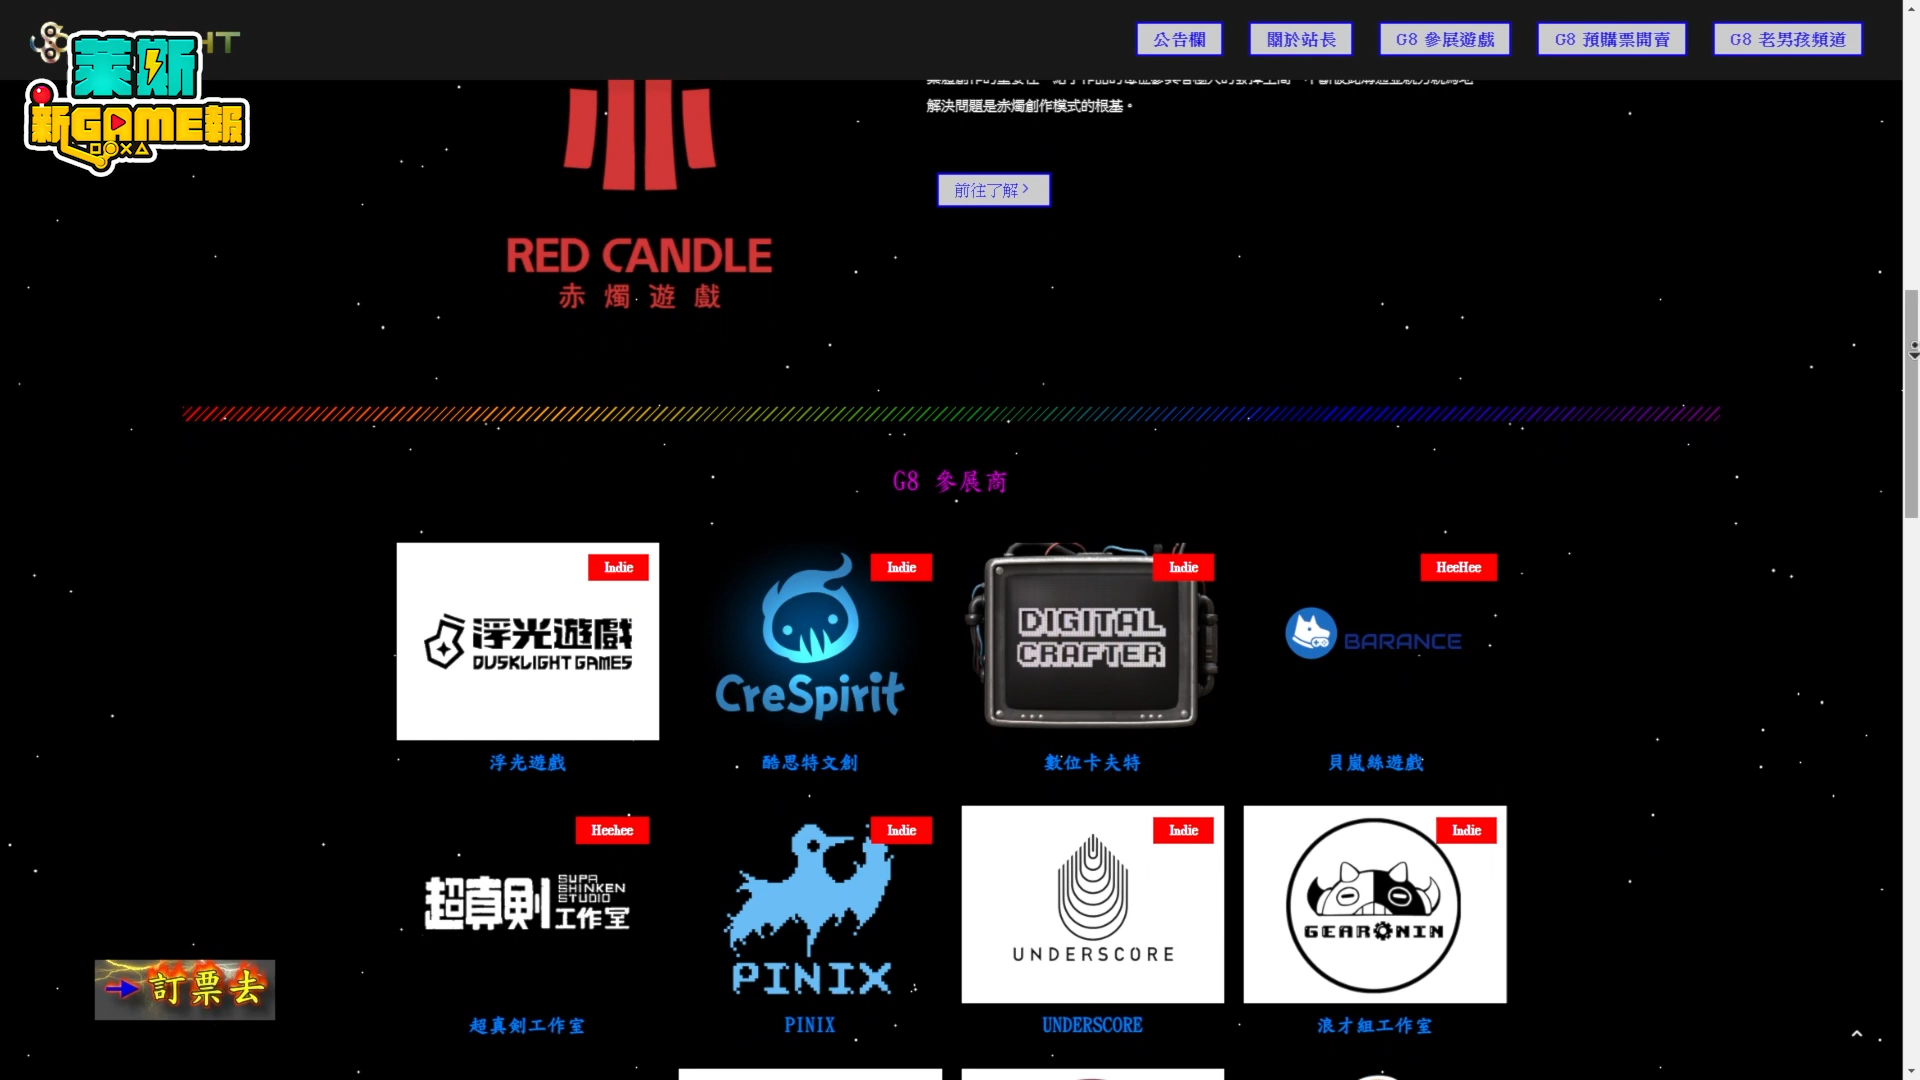 HT
萊斯
新GAME報
公告欄
關於站長
G8 參展遊戲
G8 預購票開賣
G8 老男孩頻道
解決問題是赤燭創作模式的根基。
前往了解
RED CANDLE
赤燭遊戲
G8 參展商
Indie
浮光遊戲
DUSKLIGHT GAMES
浮光遊戲
Indie
CreSpirit
酷思特文創
Indie
DIGITAL
CRAFTER
數位卡夫特
HeeHee
BARANCE
貝嵐絲遊戲
Heehee
超真剣
SUPA
SHINKEN
STUDIO
工作室
超真剣工作室
Indie
PINIX
PINIX
Indie
UNDERSCORE
UNDERSCORE
Indie
GEARONIN
浪才組工作室
訂票去